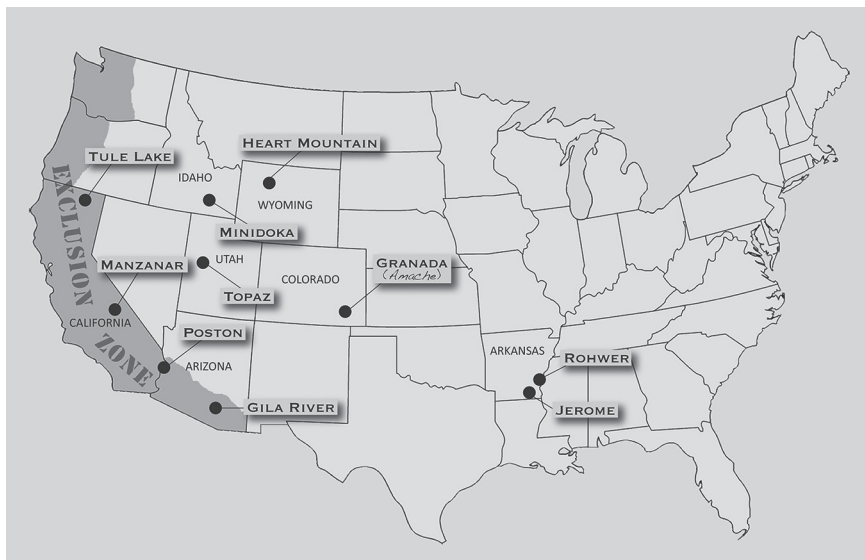 HEART MOUNTAIN
TULE LAKE
IDAHO
WYOMING
MINIDOKA
EXCLUSION
ZONE
MANZANAR
UTAH
GRANADA
(Amache)
COLORADO
TOPAZ
CALIFORNIA
POSTON
ARIZONA
ARKANSAS
ROHWER
GILA RIVER
JEROME